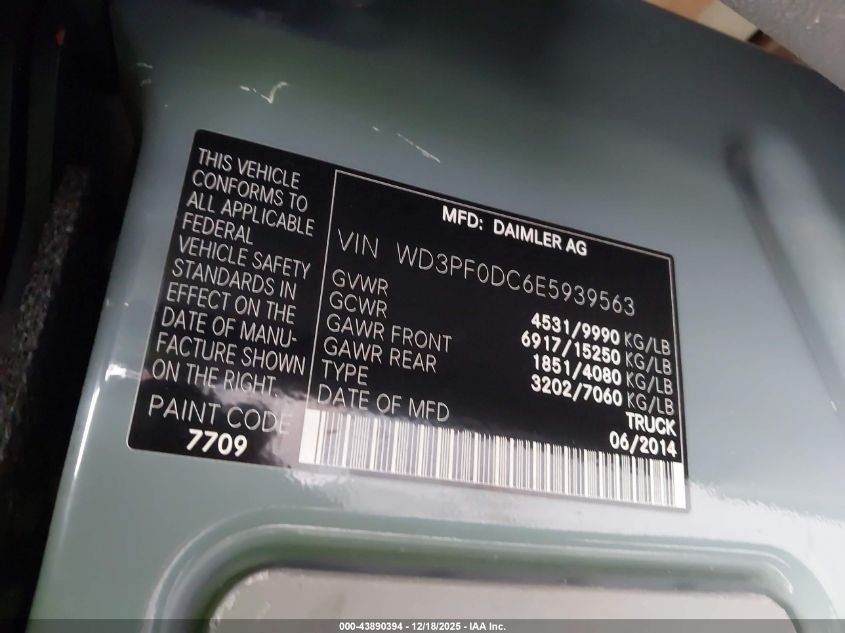 THIS VEHICLE
CONFORMS TO
ALL APPLICABLE
FEDERAL
VEHICLE SAFETY
STANDARDS IN
EFFECT ON THE
DATE OF MANU-
FACTURE SHOWN
ON THE RIGHT.
PAINT CODE
7709
MFD: DAIMLER AG
VIN WD3PF0DC6E5939563
GVWR 4531/9990 KG/LB
GCWR 6917/15250 KG/LB
GAWR FRONT 1851/4080 KG/LB
GAWR REAR 3202/7060 KG/LB
TYPE TRUCK
DATE OF MFD 06/2014
000-43890394 - 12/18/2025 - IAA Inc.